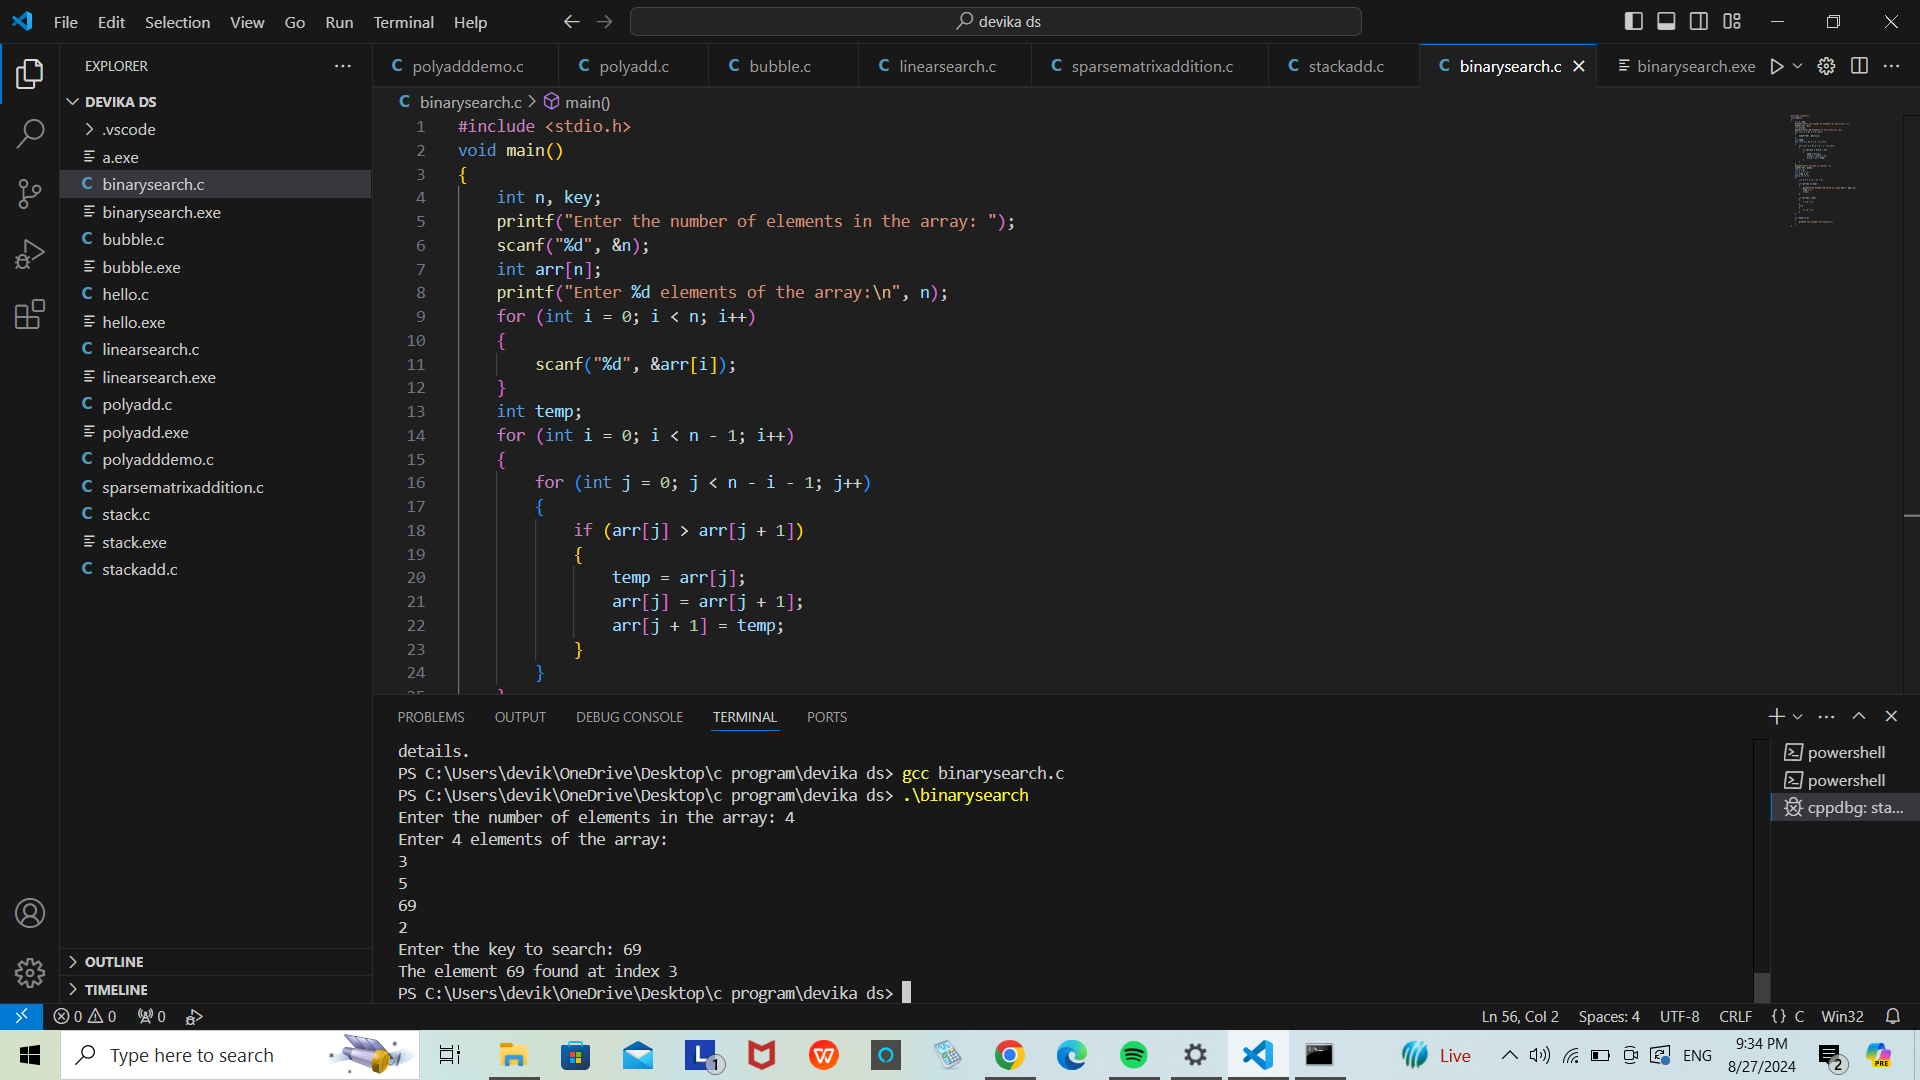 File Edit Selection View Go Run Terminal Help
devika ds
EXPLORER
DEVIKA DS
.vscode
a.exe
binarysearch.c
binarysearch.exe
bubble.c
bubble.exe
hello.c
hello.exe
linearsearch.c
linearsearch.exe
polyadd.c
polyadd.exe
polyadddemo.c
sparsematrixaddition.c
stack.c
stack.exe
stackadd.c
OUTLINE
TIMELINE
C polyadddemo.c C polyadd.c C bubble.c C linearsearch.c C sparsematrixaddition.c C stackadd.c C binarysearch.c binarysearch.exe
C binarysearch.c > main()
1 #include <stdio.h>
2 void main()
3 {
4 int n, key;
5 printf("Enter the number of elements in the array: ");
6 scanf("%d", &n);
7 int arr[n];
8 printf("Enter %d elements of the array:\n", n);
9 for (int i = 0; i < n; i++)
10 {
11 scanf("%d", &arr[i]);
12 }
13 int temp;
14 for (int i = 0; i < n - 1; i++)
15 {
16 for (int j = 0; j < n - i - 1; j++)
17 {
18 if (arr[j] > arr[j + 1])
19 {
20 temp = arr[j];
21 arr[j] = arr[j + 1];
22 arr[j + 1] = temp;
23 }
24 }
PROBLEMS OUTPUT DEBUG CONSOLE TERMINAL PORTS
details.
PS C:\Users\devik\OneDrive\Desktop\c program\devika ds> gcc binarysearch.c
PS C:\Users\devik\OneDrive\Desktop\c program\devika ds> .\binarysearch
Enter the number of elements in the array: 4
Enter 4 elements of the array:
3
5
69
2
Enter the key to search: 69
The element 69 found at index 3
PS C:\Users\devik\OneDrive\Desktop\c program\devika ds>
powershell
powershell
cppdbg: sta...
0 0 0 Ln 56, Col 2 Spaces: 4 UTF-8 CRLF {} C Win32
Type here to search
L 1
Live
ENG
9:34 PM
8/27/2024
2
PRE